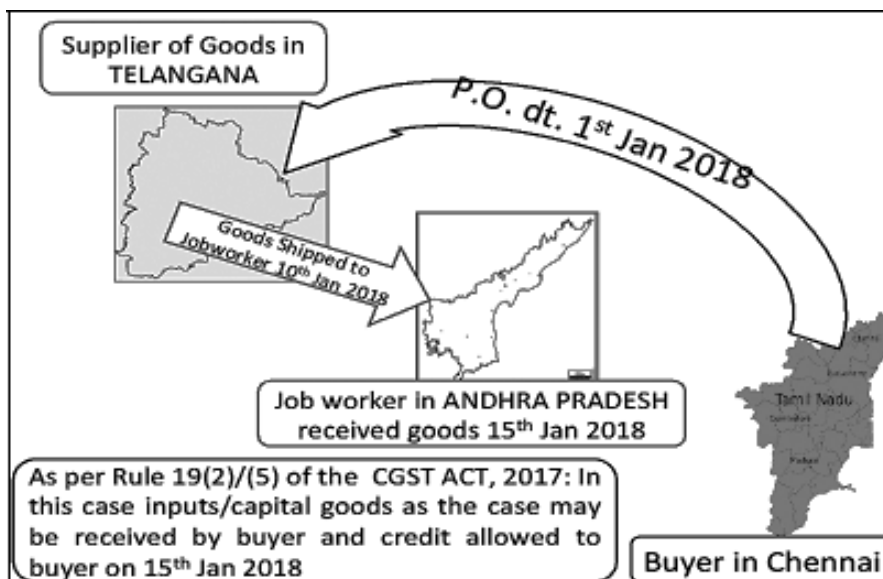 Supplier of Goods in
TELANGANA
P.O. dt. 1st Jan 2018
Goods Shipped to
Jobworker 10th Jan 2018
Tamil Nadu
Job worker in ANDHRA PRADESH
received goods 15th Jan 2018
As per Rule 19(2)/(5) of the CGST ACT, 2017: In
this case inputs/capital goods as the case may
be received by buyer and credit allowed to
buyer on 15th Jan 2018
Buyer in Chennai